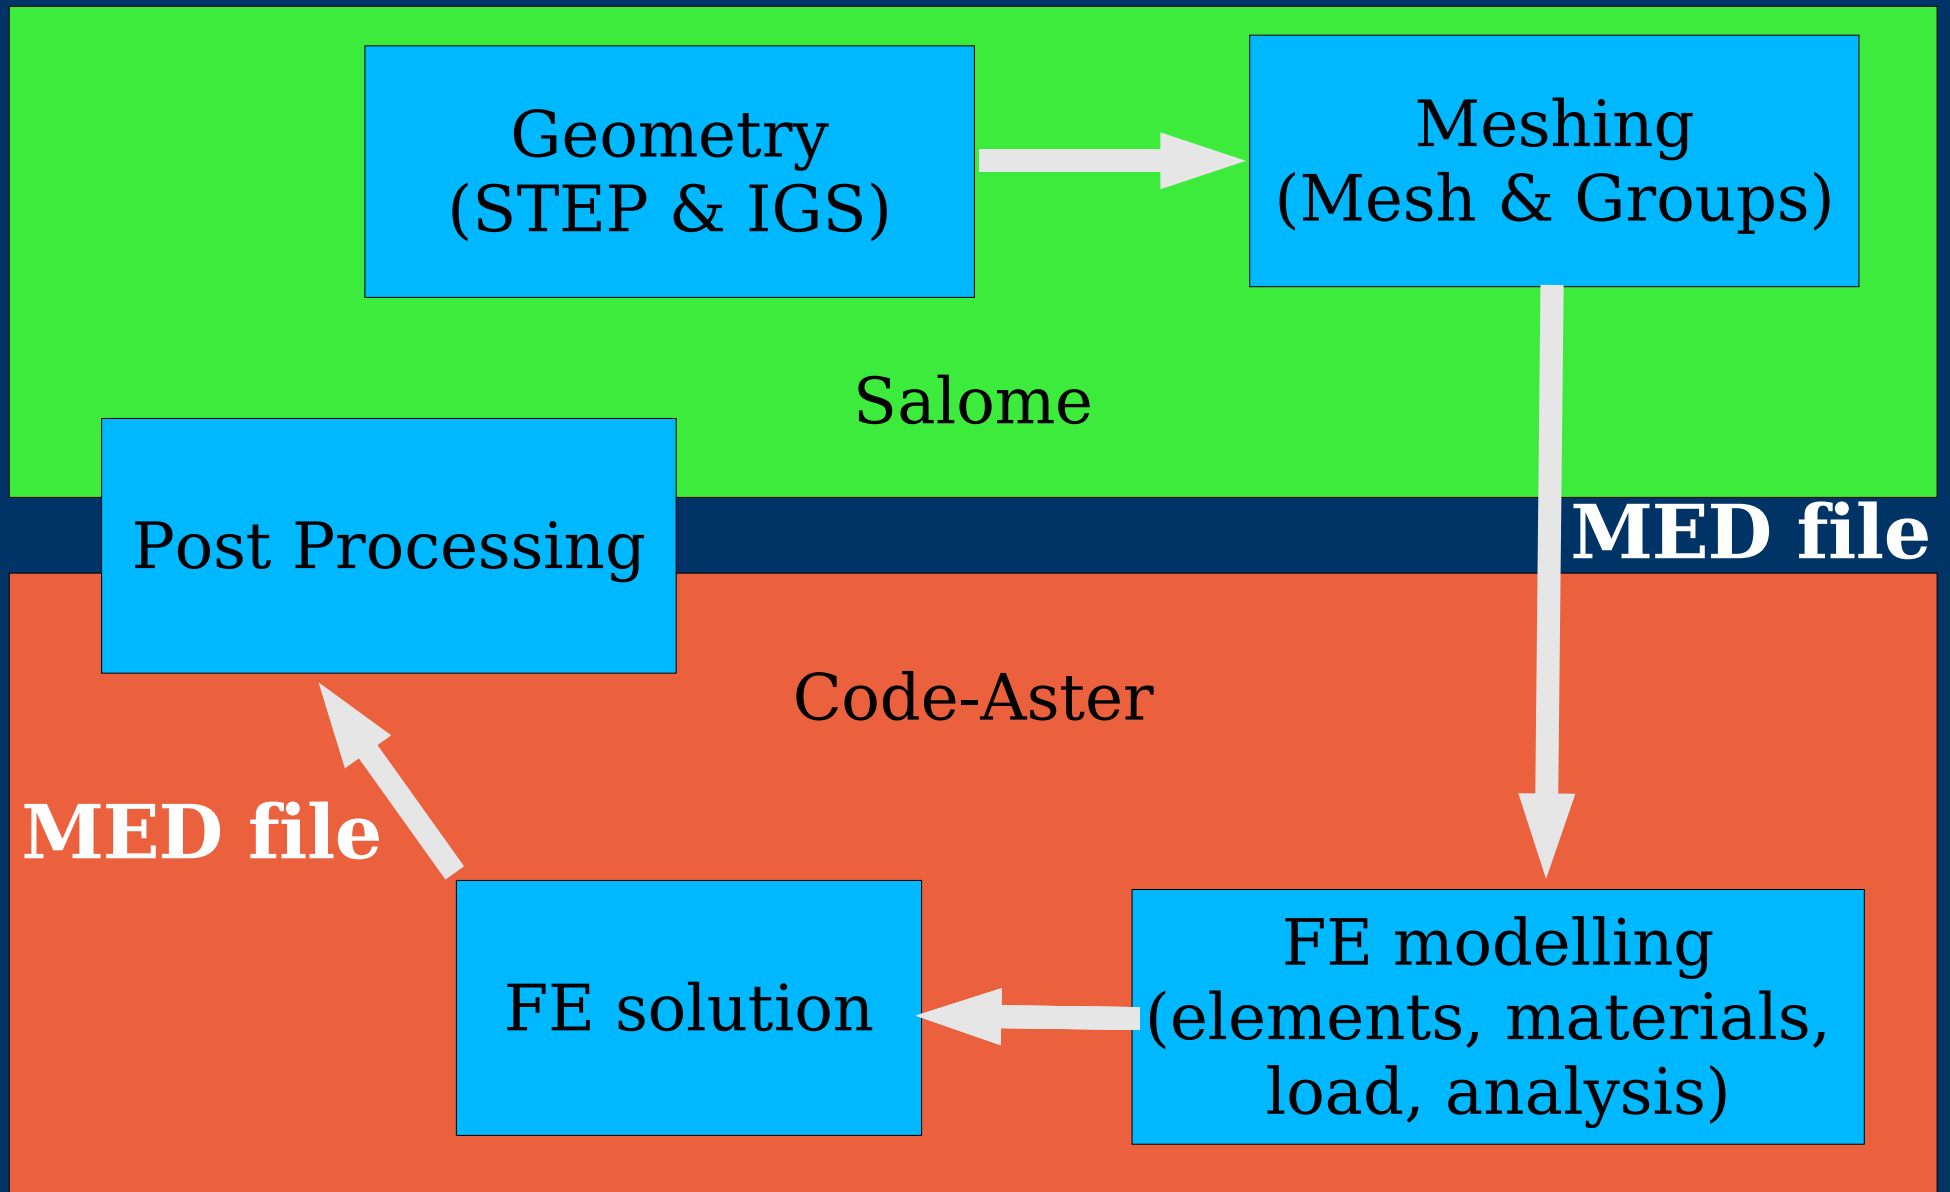 Geometry
(STEP & IGS)
Meshing
(Mesh & Groups)
Salome
Post Processing
MED file
Code-Aster
MED file
FE solution
FE modelling
(elements, materials,
load, analysis)